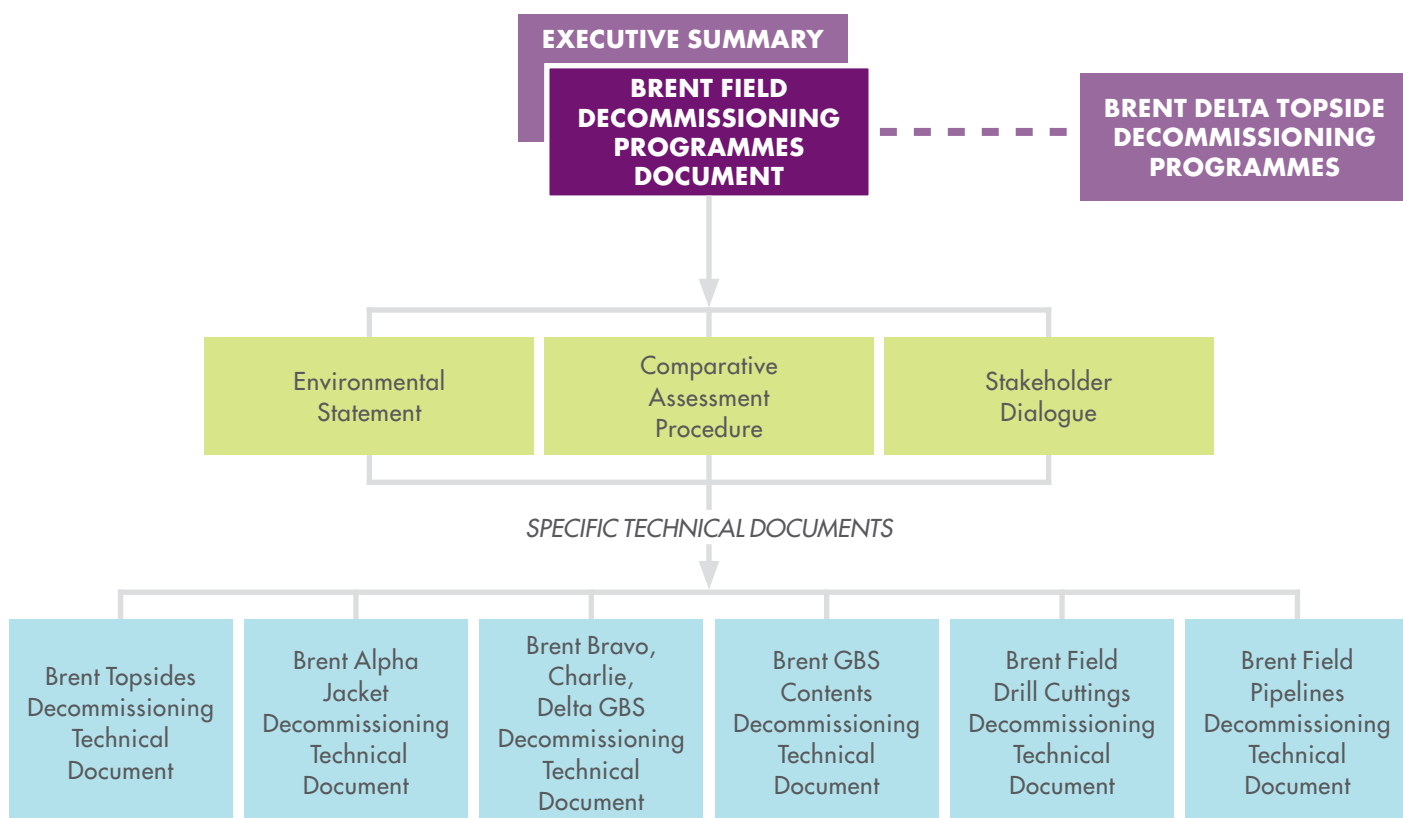 EXECUTIVE SUMMARY
BRENT FIELD
DECOMMISSIONING
PROGRAMMES
DOCUMENT
BRENT DELTA TOPSIDE
DECOMMISSIONING
PROGRAMMES
Environmental
Statement
Comparative
Assessment
Procedure
Stakeholder
Dialogue
SPECIFIC TECHNICAL DOCUMENTS
Brent Topsides
Decommissioning
Technical
Document
Brent Alpha
Jacket
Decommissioning
Technical
Document
Brent Bravo,
Charlie,
Delta GBS
Decommissioning
Technical
Document
Brent GBS
Contents
Decommissioning
Technical
Document
Brent Field
Drill Cuttings
Decommissioning
Technical
Document
Brent Field
Pipelines
Decommissioning
Technical
Document